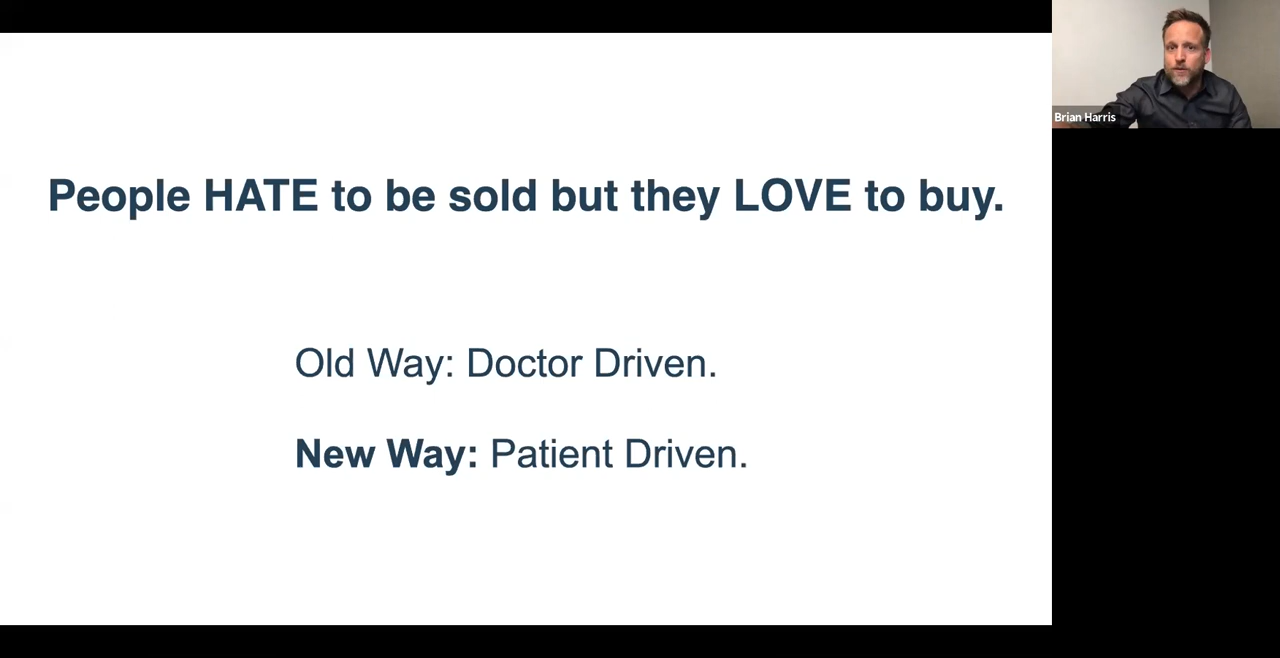 People HATE to be sold but they LOVE to buy.
Old Way: Doctor Driven.
New Way: Patient Driven.
Brian Harris